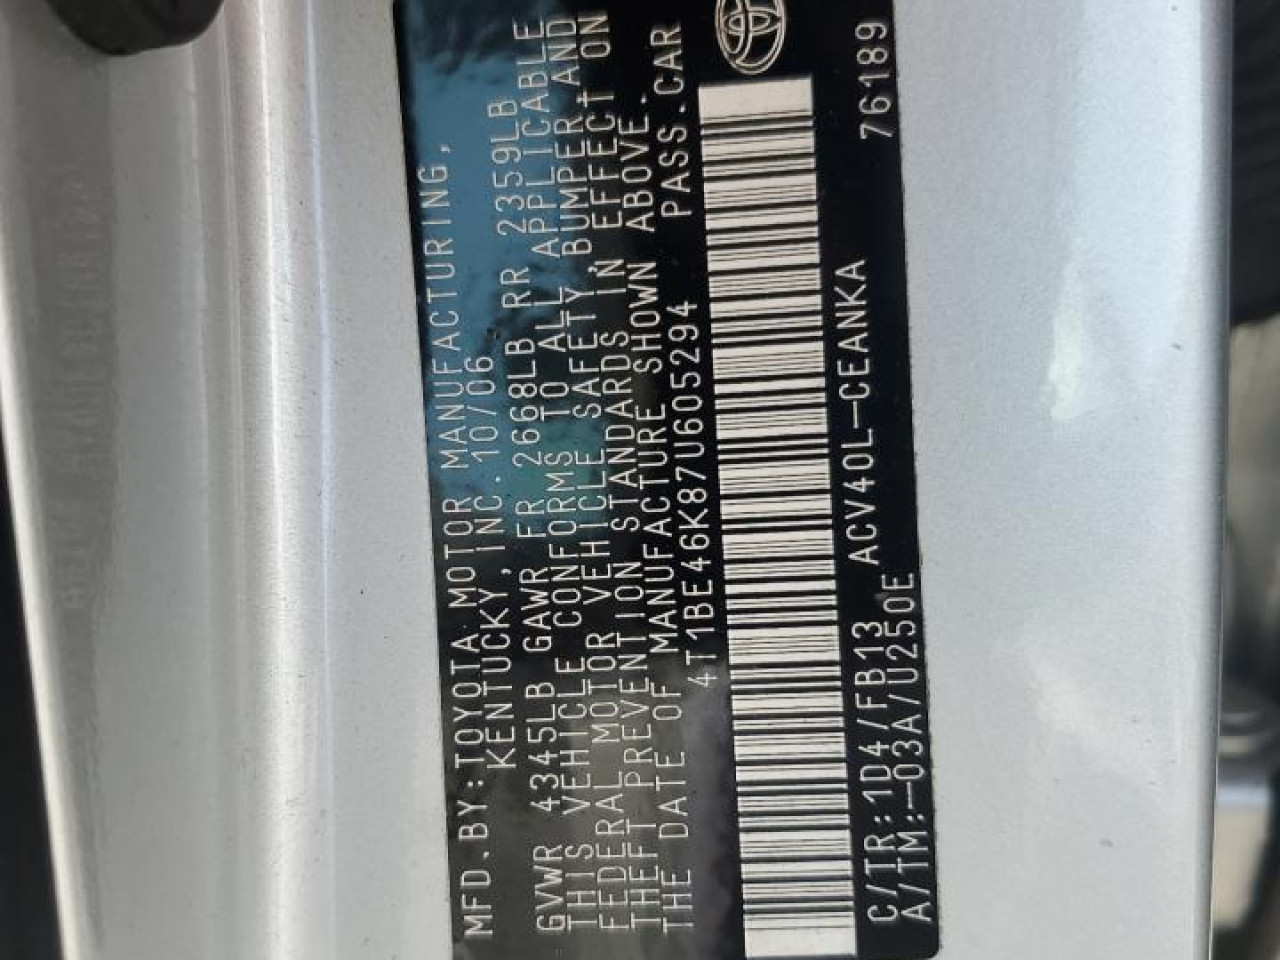 MFD.BY:TOYOTA MOTOR MANUFACTURING,
KENTUCKY, INC. 10/06
GVWR 4345LB GAWR FR 2668LB RR 2359LB
THIS VEHICLE CONFORMS TO ALL APPLICABLE
FEDERAL MOTOR VEHICLE SAFETY, BUMPER, AND
THEFT PREVENTION STANDARDS IN EFFECT ON
THE DATE OF MANUFACTURE SHOWN ABOVE.
4T1BE46K87U605294 PASS.CAR
C/TR:1D4/FB13 ACV40L-CEANKA 76189
A/TM:-03A/U250E